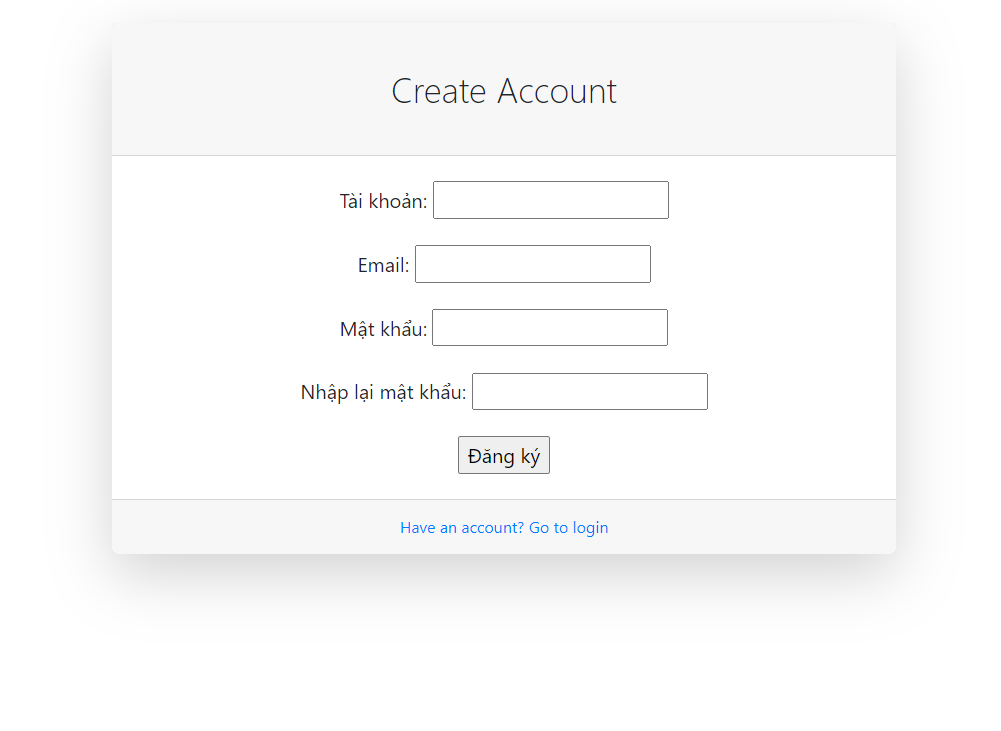 Create Account
Tài khoản:
Email:
Mật khẩu:
Nhập lại mật khẩu:
Đăng ký
Have an account? Go to login